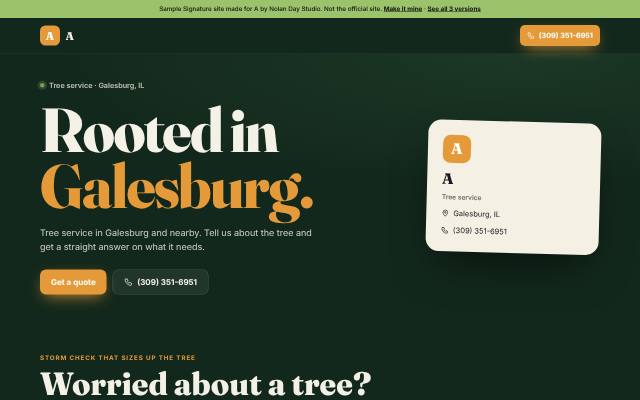 Sample Signature site made for A by Nolan Day Studio. Not the official site. Make it mine · See all 3 versions
A A
(309) 351-6951
Tree service · Galesburg, IL
Rooted in
Galesburg.
Tree service in Galesburg and nearby. Tell us about the tree and
get a straight answer on what it needs.
Get a quote
(309) 351-6951
A
A
Tree service
Galesburg, IL
(309) 351-6951
STORM CHECK THAT SIZES UP THE TREE
Worried about a tree?